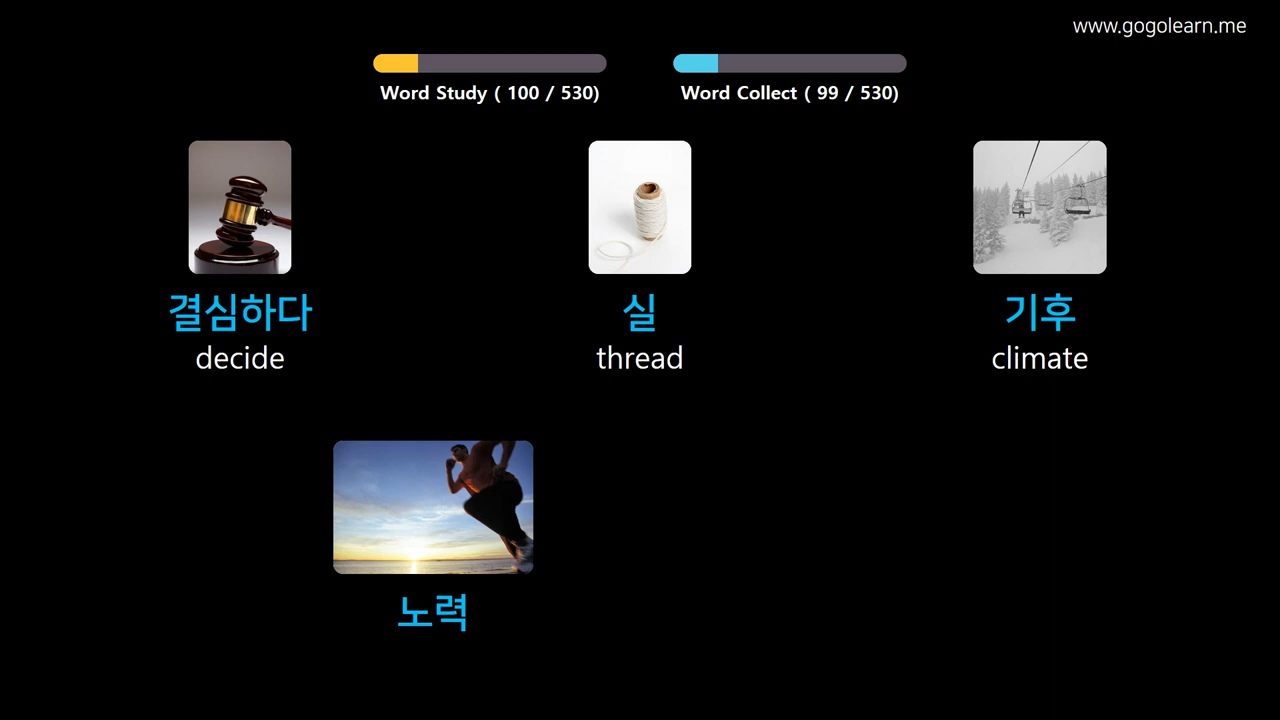 www.gogolearn.me
Word Study ( 100 / 530)
Word Collect ( 99 / 530)
결심하다
decide
실
thread
기후
climate
노력